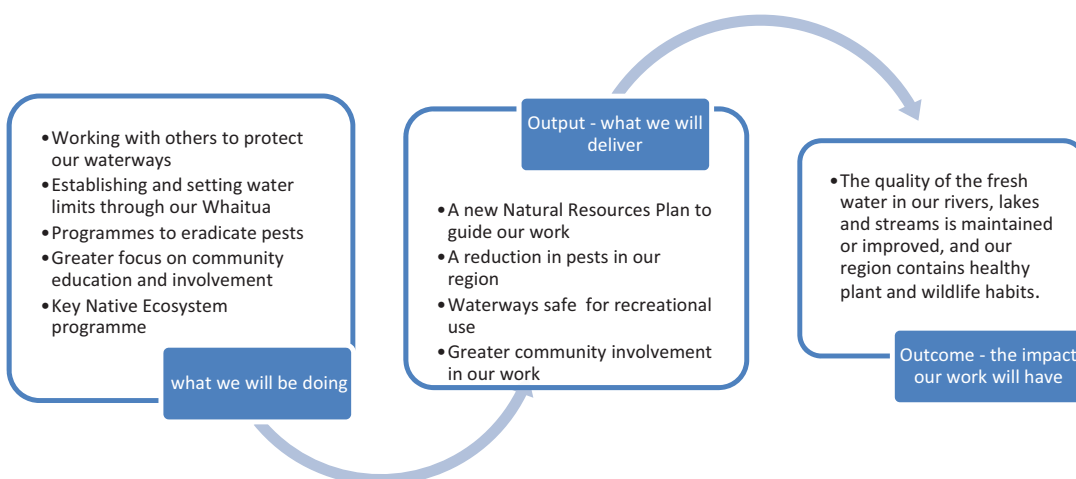 •Working with others to protect
our waterways
•Establishing and setting water
limits through our Whaitua
•Programmes to eradicate pests
•Greater focus on community
education and involvement
•Key Native Ecosystem
programme
what we will be doing
Output - what we will
deliver
•A new Natural Resources Plan to
guide our work
•A reduction in pests in our
region
•Waterways safe  for recreational
use
•Greater community involvement
in our work
•The quality of the fresh
water in our rivers, lakes
and streams is maintained
or improved, and our
region contains healthy
plant and wildlife habits.
Outcome - the impact
our work will have